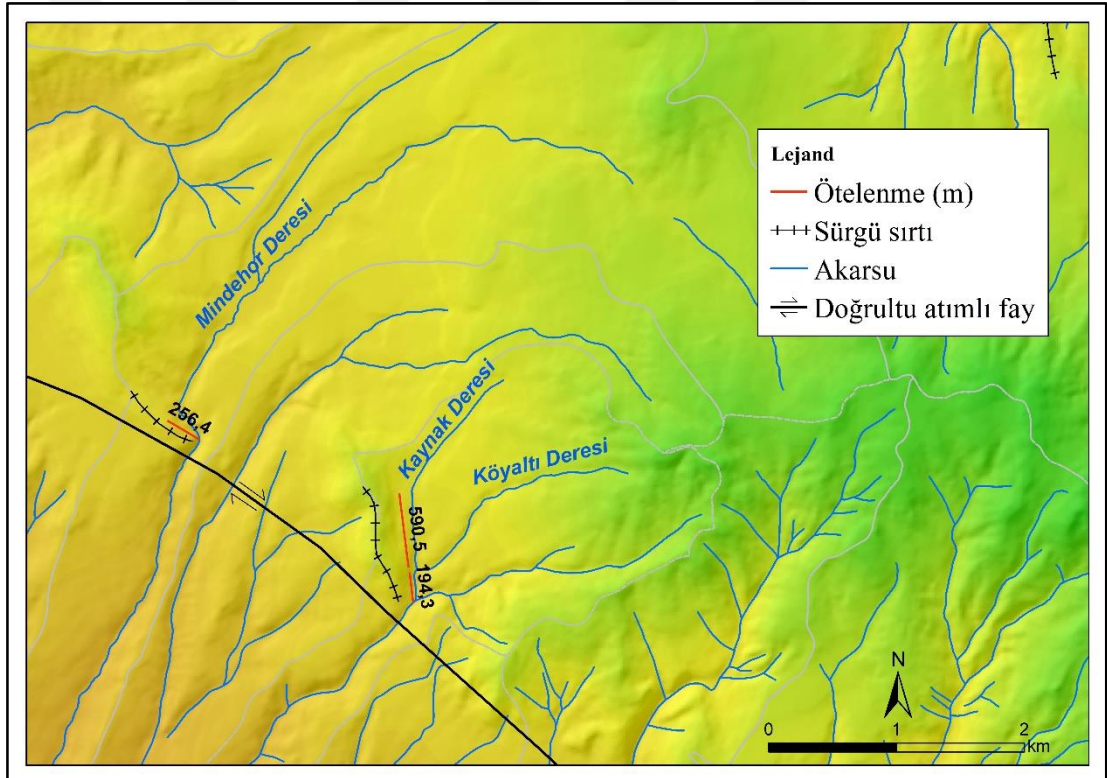 Lejand
Ötelenme (m)
Sürgü sırtı
Akarsu
Doğrultu atımlı fay
Mindehor Deresi
256,4
Kaynak Deresi
Köyaltı Deresi
590,5
194,3
N
0 1 2
km